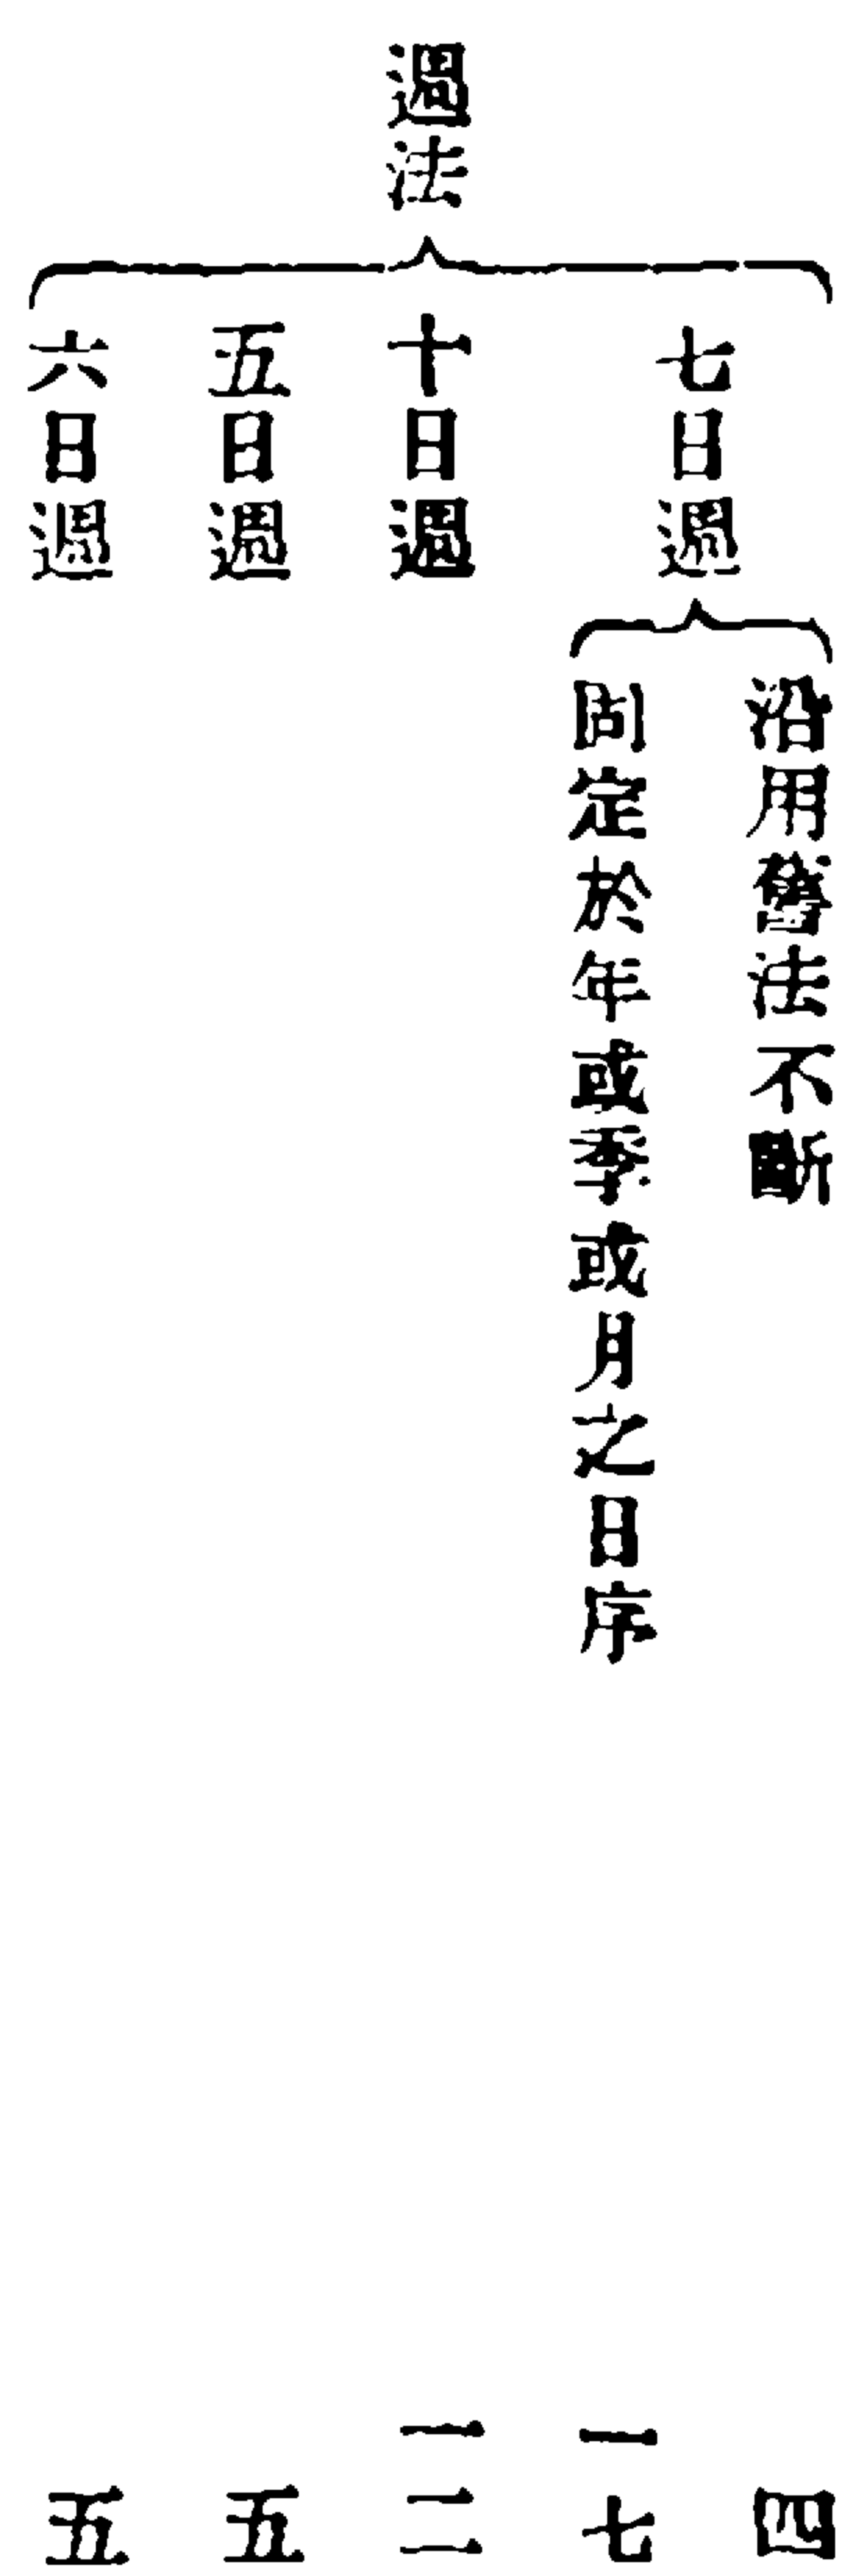 週法
七日週
沿用舊法不斷
四
固定於年或季或月之日序
一七
十日週
一二
五日週
五
六日週
五